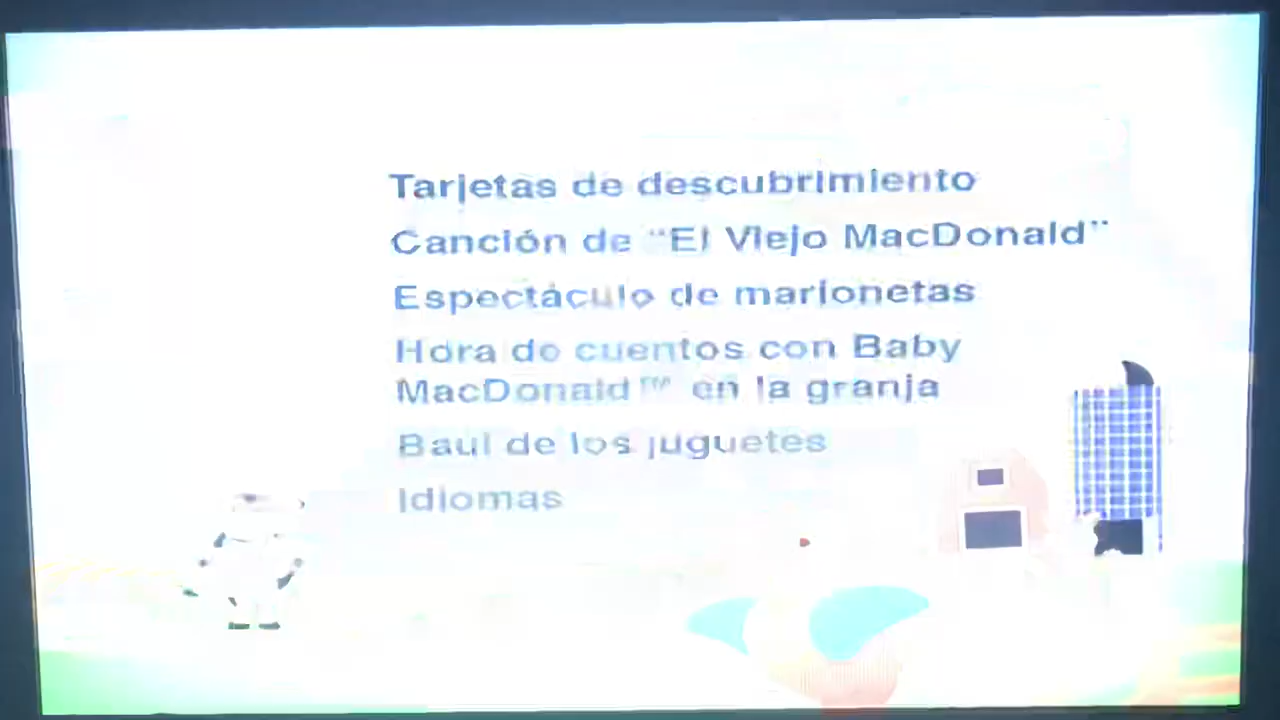 Tarjetas de descubrimiento
Canción de “El Viejo MacDonald”
Espectáculo de marionetas
Hora de cuentos con Baby
MacDonald™ en la granja
Baúl de los juguetes
Idiomas